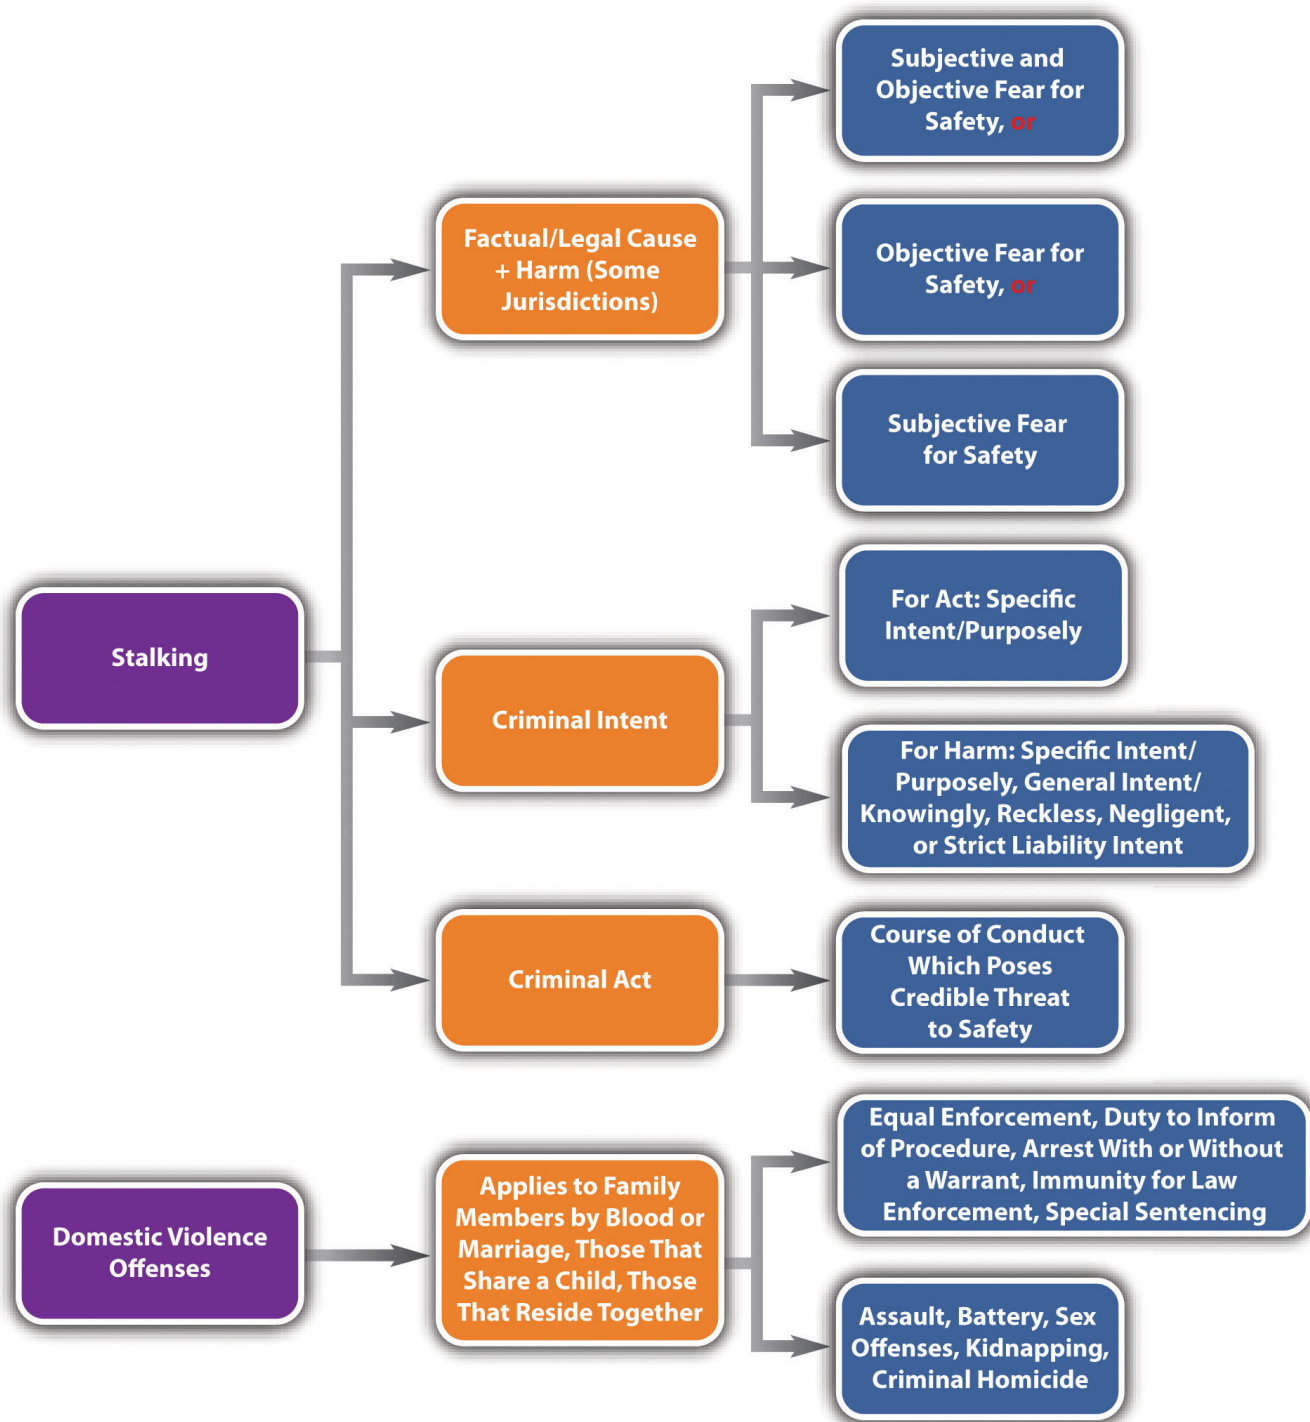 Subjective and
Objective Fear for
Safety, or
Factual/Legal Cause
+ Harm (Some
Jurisdictions)
Objective Fear for
Safety, or
Subjective Fear
for Safety
Stalking
For Act: Specific
Intent/Purposely
Criminal Intent
For Harm: Specific Intent/
Purposely, General Intent/
Knowingly, Reckless, Negligent,
or Strict Liability Intent
Criminal Act
Course of Conduct
Which Poses
Credible Threat
to Safety
Domestic Violence
Offenses
Applies to Family
Members by Blood or
Marriage, Those That
Share a Child, Those
That Reside Together
Equal Enforcement, Duty to Inform
of Procedure, Arrest With or Without
a Warrant, Immunity for Law
Enforcement, Special Sentencing
Assault, Battery, Sex
Offenses, Kidnapping,
Criminal Homicide